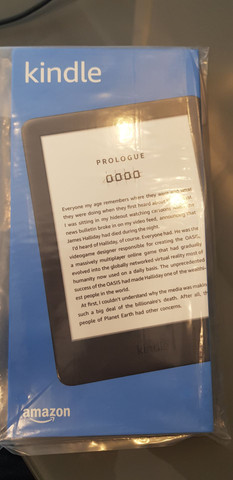 kindle
PROLOGUE
0000
Everyone my age remembers where they were and what
they were doing when they first heard about the contest.
I was sitting in my hideout watching cartoons when the
news bulletin broke in on my video feed, announcing that
James Halliday had died during the night.
I'd heard of Halliday, of course. Everyone had. He was the
videogame designer responsible for creating the OASIS,
a massively multiplayer online game that had gradually
evolved into the globally networked virtual reality most of
humanity now used on a daily basis. The unprecedented
success of the OASIS had made Halliday one of the wealthi-
est people in the world.
At first, I couldn't understand why the media was making
such a big deal of the billionaire's death. After all, the
people of Planet Earth had other concerns.
kindle
amazon